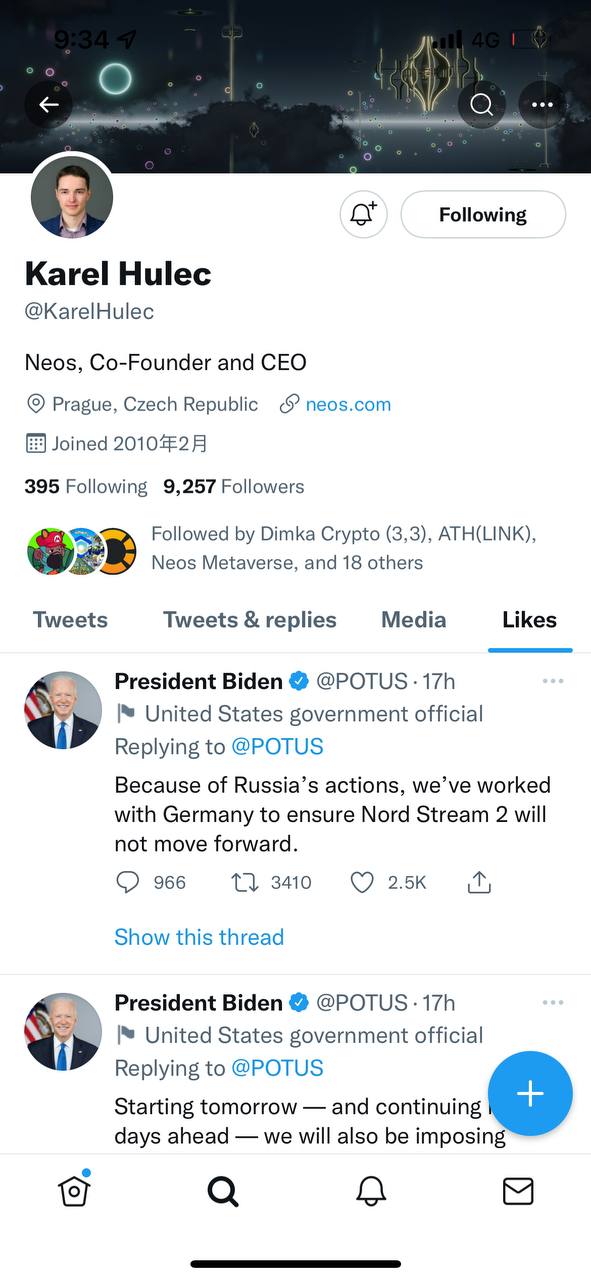 9:34
4G
Following
Karel Hulec
@KarelHulec
Neos, Co-Founder and CEO
Prague, Czech Republic neos.com
Joined 2010年2月
395 Following 9,257 Followers
Followed by Dimka Crypto (3,3), ATH(LINK),
Neos Metaverse, and 18 others
Tweets Tweets & replies Media Likes
President Biden @POTUS · 17h
United States government official
Replying to @POTUS
Because of Russia’s actions, we’ve worked
with Germany to ensure Nord Stream 2 will
not move forward.
966 3410 2.5K
Show this thread
President Biden @POTUS · 17h
United States government official
Replying to @POTUS
Starting tomorrow — and continuing
days ahead — we will also be imposing